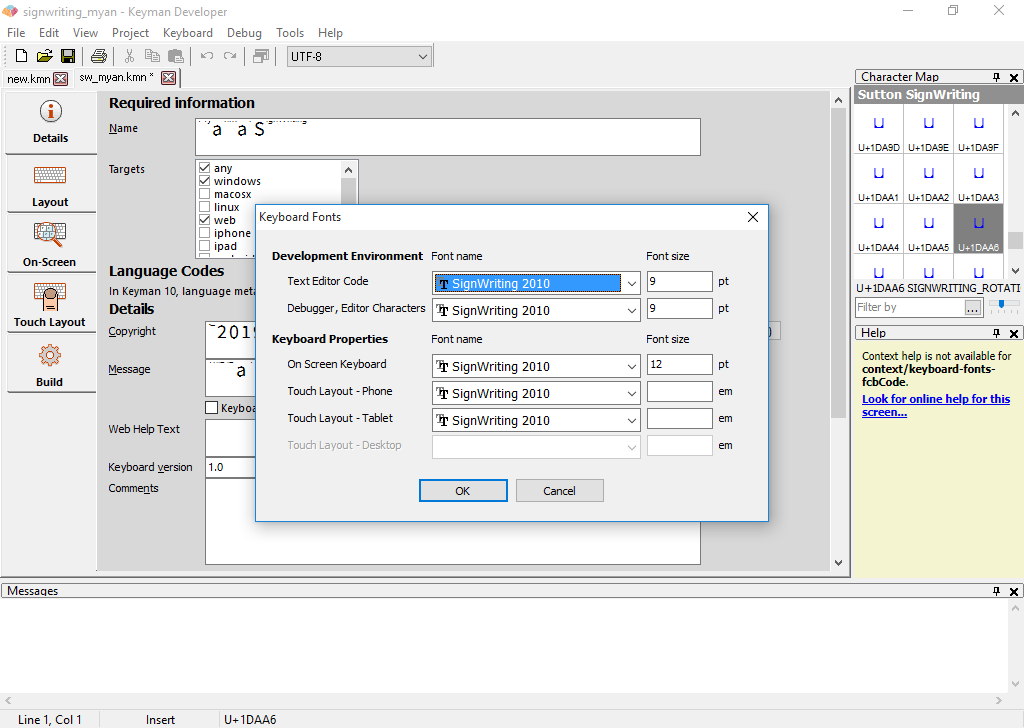 signwriting_myan - Keyman Developer
File Edit View Project Keyboard Debug Tools Help
UTF-8
new.kmn sw_myan.kmn *
Details
Layout
On-Screen
Touch Layout
Build
Required information
Name
a a S
Targets
any
windows
macosx
linux
web
iphone
ipad
Language Codes
In Keyman 10, language meta
Details
Copyright
2019
Message
a
Keyboa
Web Help Text
Keyboard version 1.0
Comments
Keyboard Fonts
Development Environment Font name Font size
Text Editor Code SignWriting 2010 9 pt
Debugger, Editor Characters SignWriting 2010 9 pt
Keyboard Properties Font name Font size
On Screen Keyboard SignWriting 2010 12 pt
Touch Layout - Phone SignWriting 2010 em
Touch Layout - Tablet SignWriting 2010 em
Touch Layout - Desktop em
OK Cancel
Character Map
Sutton SignWriting
U+1DA9D U+1DA9E U+1DA9F
U+1DAA1 U+1DAA2 U+1DAA3
U+1DAA4 U+1DAA5 U+1DAA6
U+1DAA6 SIGNWRITING_ROTATI
Filter by ...
Help
Context help is not available for
context/keyboard-fonts-
fcbCode.
Look for online help for this
screen...
Messages
Line 1, Col 1 Insert U+1DAA6